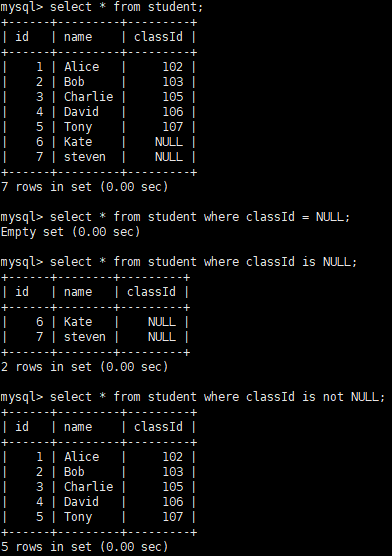 mysql> select * from student;
+------+---------+---------+
| id   | name    | classId |
+------+---------+---------+
|    1 | Alice   |     102 |
|    2 | Bob     |     103 |
|    3 | Charlie |     105 |
|    4 | David   |     106 |
|    5 | Tony    |     107 |
|    6 | Kate    |    NULL |
|    7 | steven  |    NULL |
+------+---------+---------+
7 rows in set (0.00 sec)

mysql> select * from student where classId = NULL;
Empty set (0.00 sec)

mysql> select * from student where classId is NULL;
+------+--------+---------+
| id   | name   | classId |
+------+--------+---------+
|    6 | Kate   |    NULL |
|    7 | steven |    NULL |
+------+--------+---------+
2 rows in set (0.00 sec)

mysql> select * from student where classId is not NULL;
+------+---------+---------+
| id   | name    | classId |
+------+---------+---------+
|    1 | Alice   |     102 |
|    2 | Bob     |     103 |
|    3 | Charlie |     105 |
|    4 | David   |     106 |
|    5 | Tony    |     107 |
+------+---------+---------+
5 rows in set (0.00 sec)